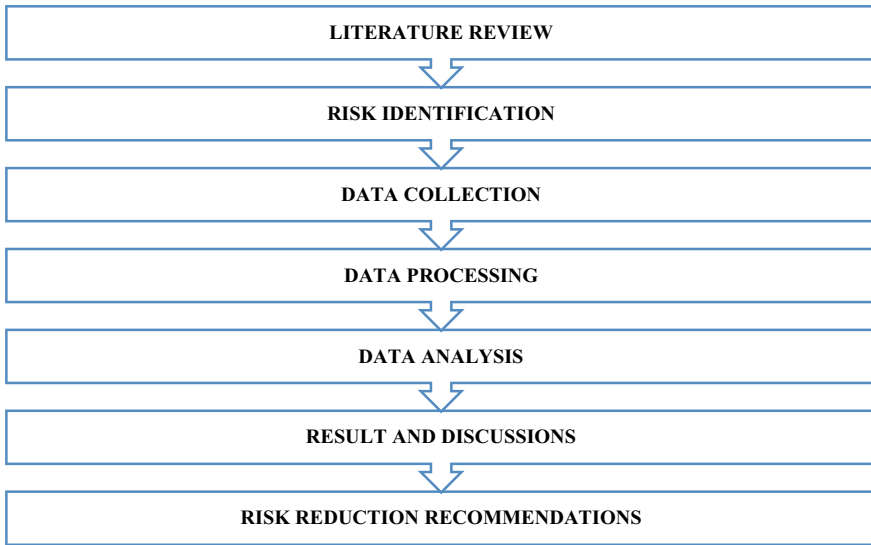 LITERATURE REVIEW
RISK IDENTIFICATION
DATA COLLECTION
DATA PROCESSING
DATA ANALYSIS
RESULT AND DISCUSSIONS
RISK REDUCTION RECOMMENDATIONS